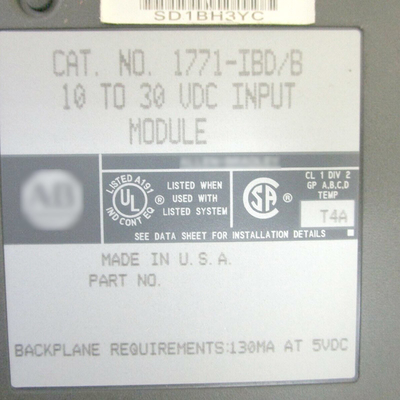 SD1BH3YC
CAT. NO. 1771-IBD/B
10 TO 30 VDC INPUT
MODULE
LISTED A191
UL
IND CONT EQ
LISTED WHEN
USED WITH
LISTED SYSTEM
SA
CL 1 DIV 2
GP A,B,C,D
TEMP
T4A
SEE DATA SHEET FOR INSTALLATION DETAILS
MADE IN U.S.A.
PART NO.
BACKPLANE REQUIREMENTS:130MA AT 5VDC